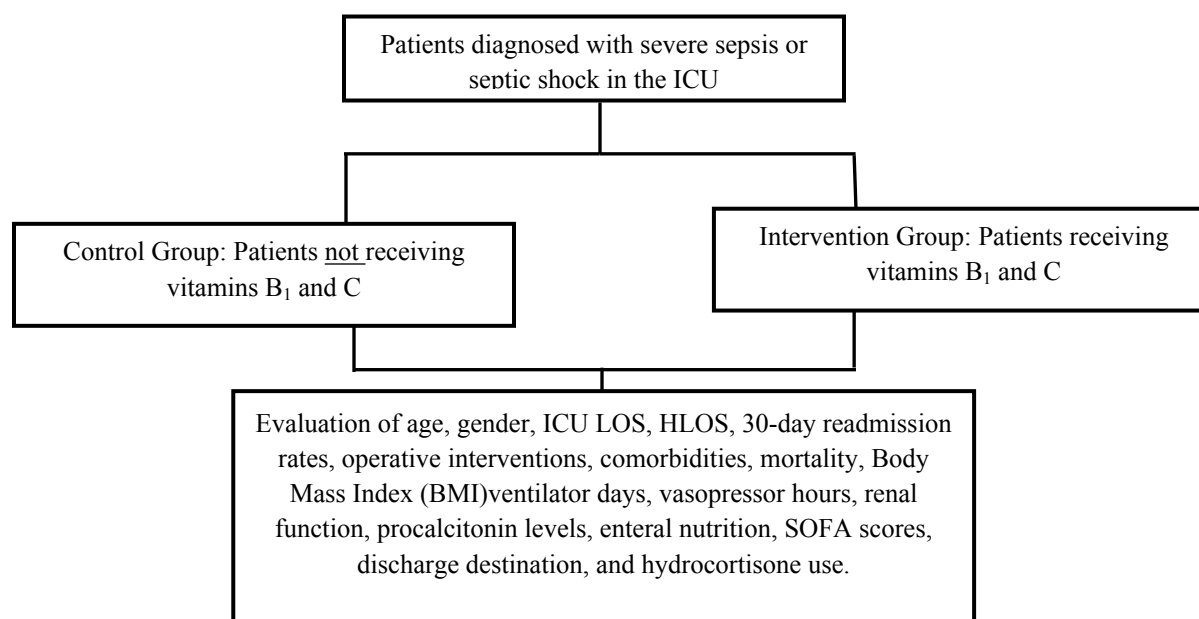 Patients diagnosed with severe sepsis or
septic shock in the ICU
Control Group: Patients not receiving
vitamins B₁ and C
Intervention Group: Patients receiving
vitamins B₁ and C
Evaluation of age, gender, ICU LOS, HLOS, 30-day readmission
rates, operative interventions, comorbidities, mortality, Body
Mass Index (BMI)ventilator days, vasopressor hours, renal
function, procalcitonin levels, enteral nutrition, SOFA scores,
discharge destination, and hydrocortisone use.